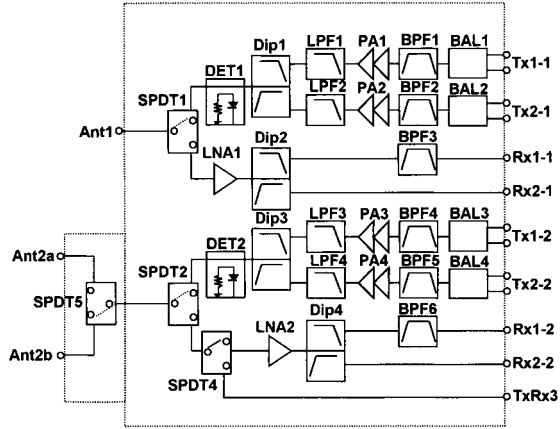 Dip1 LPF1 PA1 BPF1 BAL1
Tx1-1
DET1 LPF2 PA2 BPF2 BAL2
Tx2-1
SPDT1
Ant1
Dip2 BPF3
LNA1
Rx1-1
Rx2-1
Dip3 LPF3 PA3 BPF4 BAL3
Tx1-2
DET2 LPF4 PA4 BPF5 BAL4
Ant2a
SPDT2
Tx2-2
SPDT5
LNA2 Dip4 BPF6
Rx1-2
Ant2b
SPDT4
Rx2-2
TxRx3